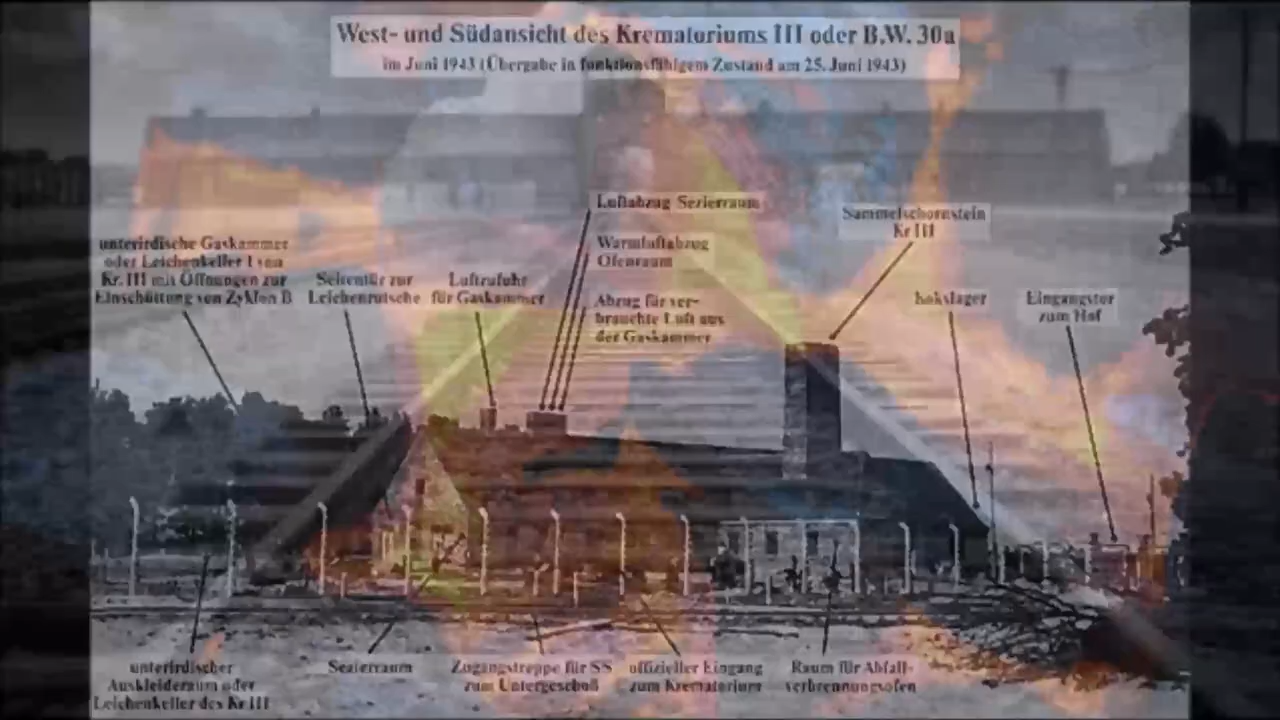 West- und Südansicht des Krematoriums III oder B.W. 30a
im Juni 1943 (Übergabe in funktionsfähigem Zustand am 25. Juni 1943)
Luftabzug Sezierraum
Sammelschornstein
Kr III
unterirdische Gaskammer
oder Leichenkeller 1 von
Kr. III mit Öffnungen zur
Einschüttung von Zyklon B
Seitentür zur
Leichenrutsche
Luftzufuhr
für Gaskammer
Warmluftabzug
Ofenraum
Abzug für ver-
brauchte Luft aus
der Gaskammer
kokslager
Eingangstor
zum Hof
unterirdischer
Auskleideraum oder
Leichenkeller des Kr III
Sezierraum
Zugangstreppe für SS
zum Untergeschoß
offizieller Eingang
zum Krematorium
Raum für Abfall-
verbrennungsofen